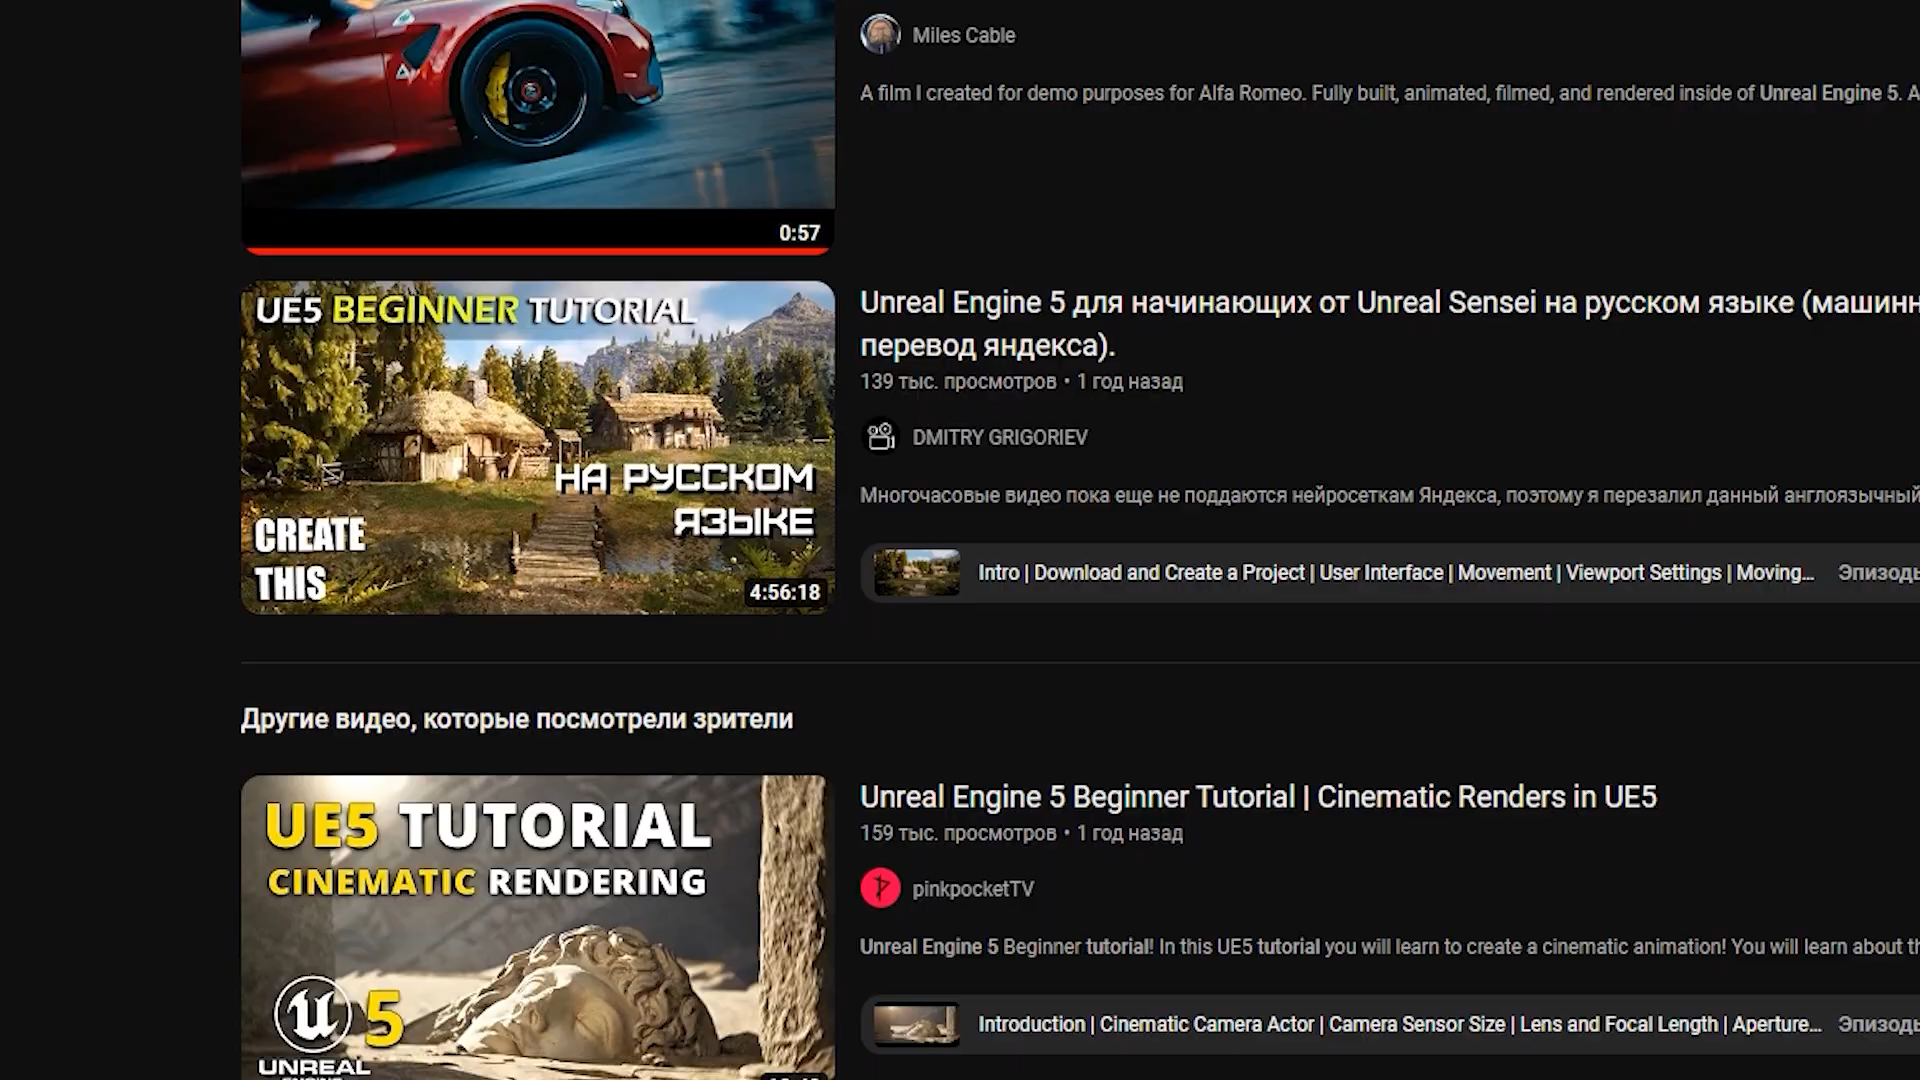 Miles Cable
A film I created for demo purposes for Alfa Romeo. Fully built, animated, filmed, and rendered inside of Unreal Engine 5. A
0:57
UE5 BEGINNER TUTORIAL
НА РУССКОМ
ЯЗЫКЕ
CREATE
THIS
4:56:18
Unreal Engine 5 для начинающих от Unreal Sensei на русском языке (машинн
перевод яндекса).
139 тыс. просмотров • 1 год назад
DMITRY GRIGORIEV
Многочасовые видео пока еще не поддаются нейросеткам Яндекса, поэтому я перезалил данный англоязычный
Intro | Download and Create a Project | User Interface | Movement | Viewport Settings | Moving... Эпизоды
Другие видео, которые посмотрели зрители
UE5 TUTORIAL
CINEMATIC RENDERING
5
UNREAL
Unreal Engine 5 Beginner Tutorial | Cinematic Renders in UE5
159 тыс. просмотров • 1 год назад
pinkpocketTV
Unreal Engine 5 Beginner tutorial! In this UE5 tutorial you will learn to create a cinematic animation! You will learn about th
Introduction | Cinematic Camera Actor | Camera Sensor Size | Lens and Focal Length | Aperture... Эпизоды